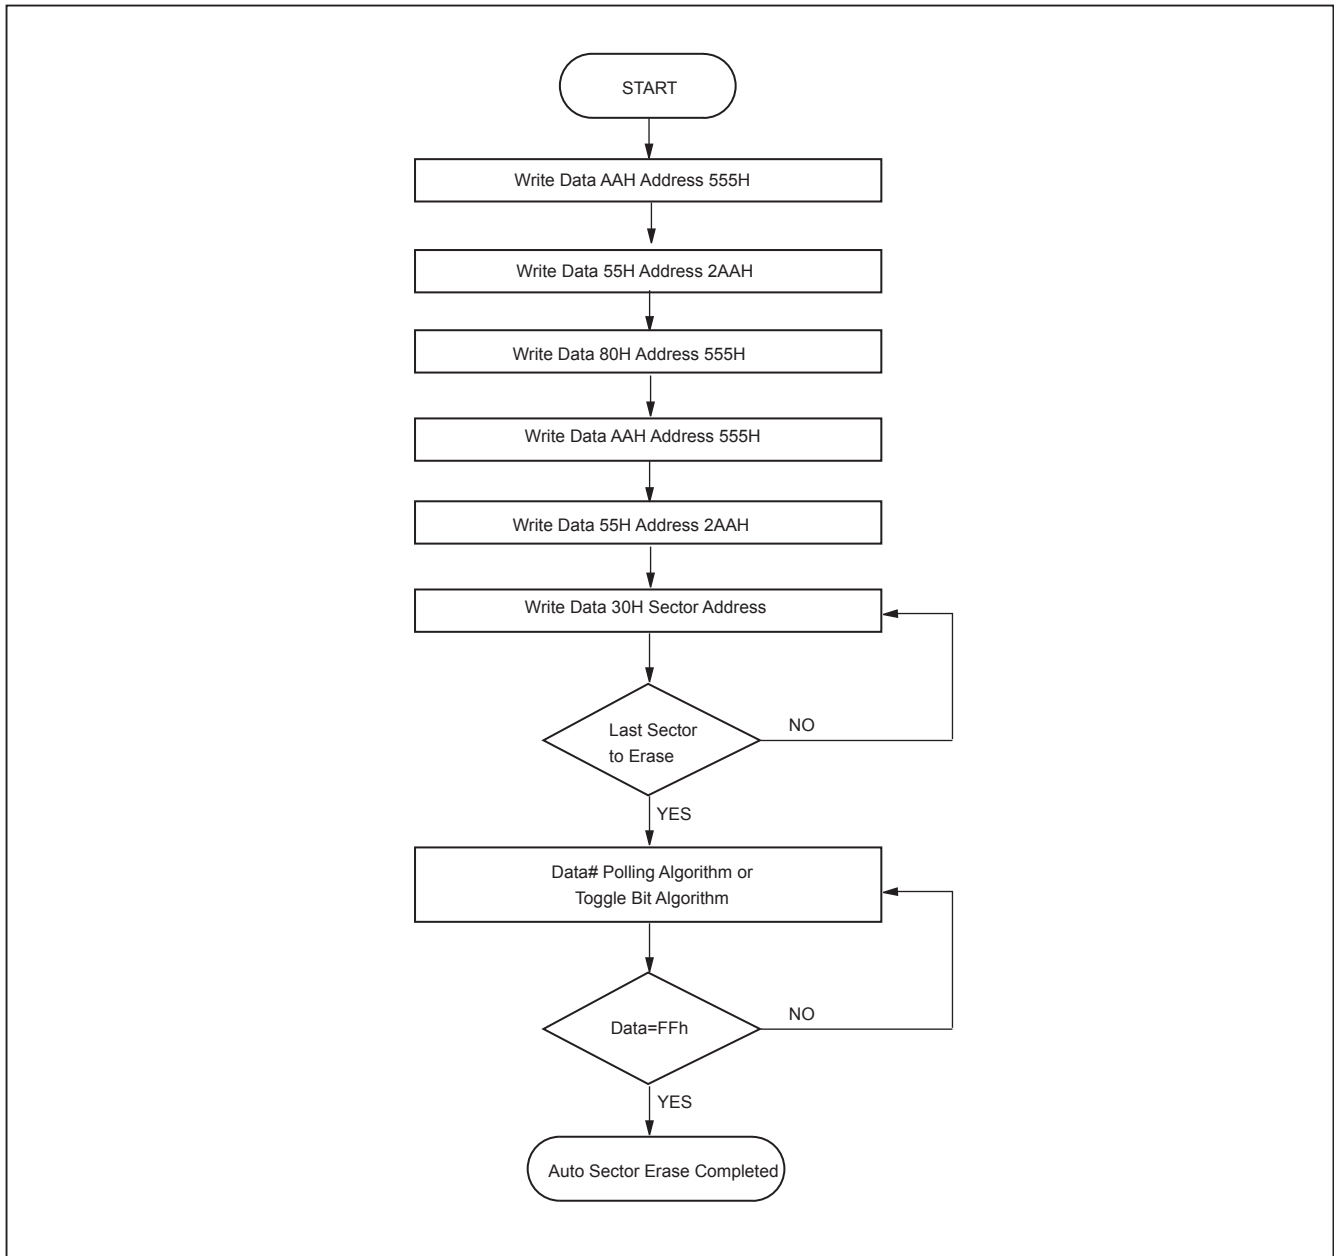 START
Write Data AAH Address 555H
Write Data 55H Address 2AAH
Write Data 80H Address 555H
Write Data AAH Address 555H
Write Data 55H Address 2AAH
Write Data 30H Sector Address
Last Sector
to Erase
NO
YES
Data# Polling Algorithm or
Toggle Bit Algorithm
Data=FFh
NO
YES
Auto Sector Erase Completed